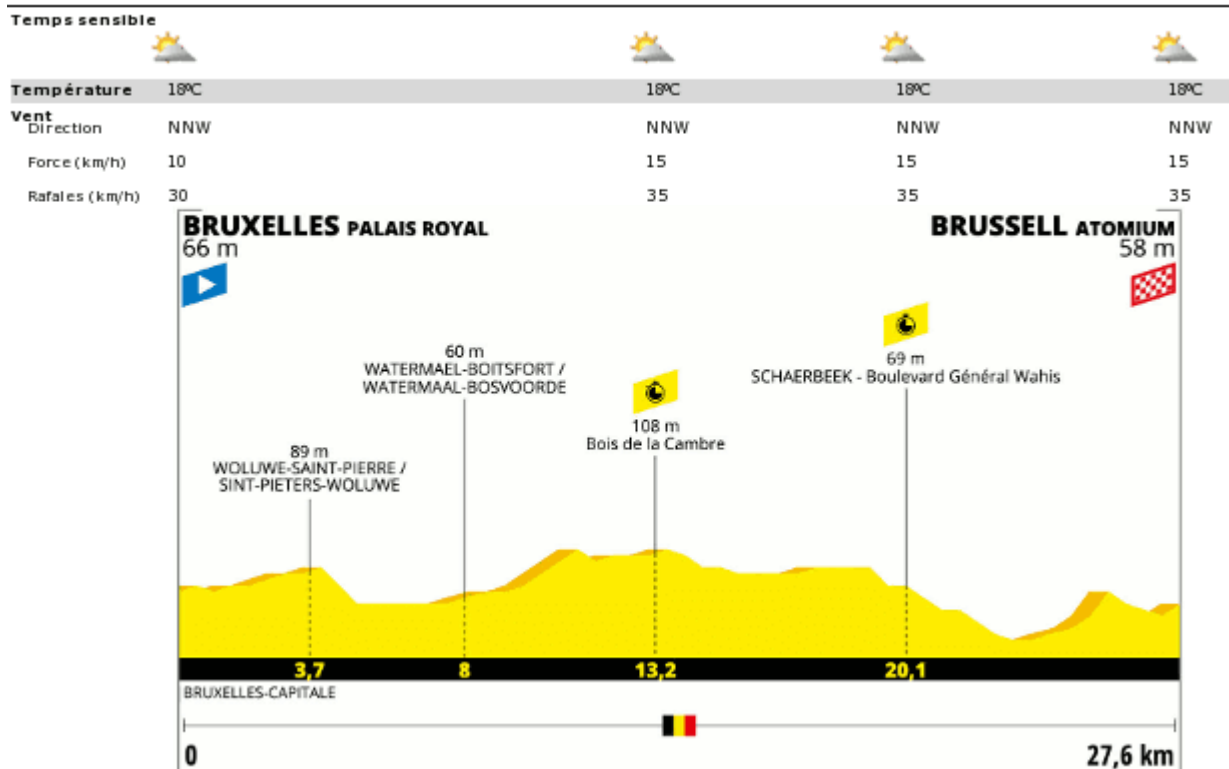 Temps sensible
Température 18ºC 18ºC 18ºC 18ºC
Vent
Direction NNW NNW NNW NNW
Force (km/h) 10 15 15 15
Rafales (km/h) 30 35 35 35
BRUXELLES PALAIS ROYAL
66 m
BRUSSELL ATOMIUM
58 m
89 m
WOLUWE-SAINT-PIERRE /
SINT-PIETERS-WOLUWE
60 m
WATERMAEL-BOITSFORT /
WATERMAAL-BOSVOORDE
108 m
Bois de la Cambre
69 m
SCHAERBEEK - Boulevard Général Wahis
3,7 8 13,2 20,1
BRUXELLES-CAPITALE
0 27,6 km